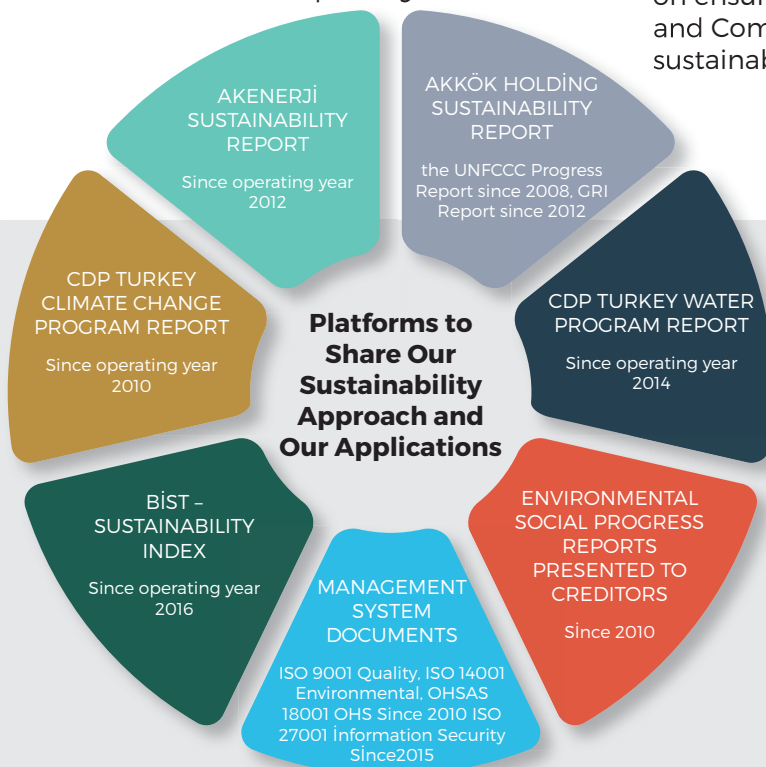 on ensu
and Com
sustainab
AKENERJİ
SUSTAINABILITY
REPORT
Since operating year
2012
AKKÖK HOLDİNG
SUSTAINABILITY
REPORT
the UNFCCC Progress
Report since 2008, GRI
Report since 2012
CDP TURKEY
CLIMATE CHANGE
PROGRAM REPORT
Since operating year
2010
Platforms to
Share Our
Sustainability
Approach and
Our Applications
CDP TURKEY WATER
PROGRAM REPORT
Since operating year
2014
BİST –
SUSTAINABILITY
INDEX
Since operating year
2016
MANAGEMENT
SYSTEM
DOCUMENTS
ISO 9001 Quality, ISO 14001
Environmental, OHSAS
18001 OHS Since 2010 ISO
27001 İnformation Security
Sİnce2015
ENVIRONMENTAL
SOCIAL PROGRESS
REPORTS
PRESENTED TO
CREDITORS
Sİnce 2010